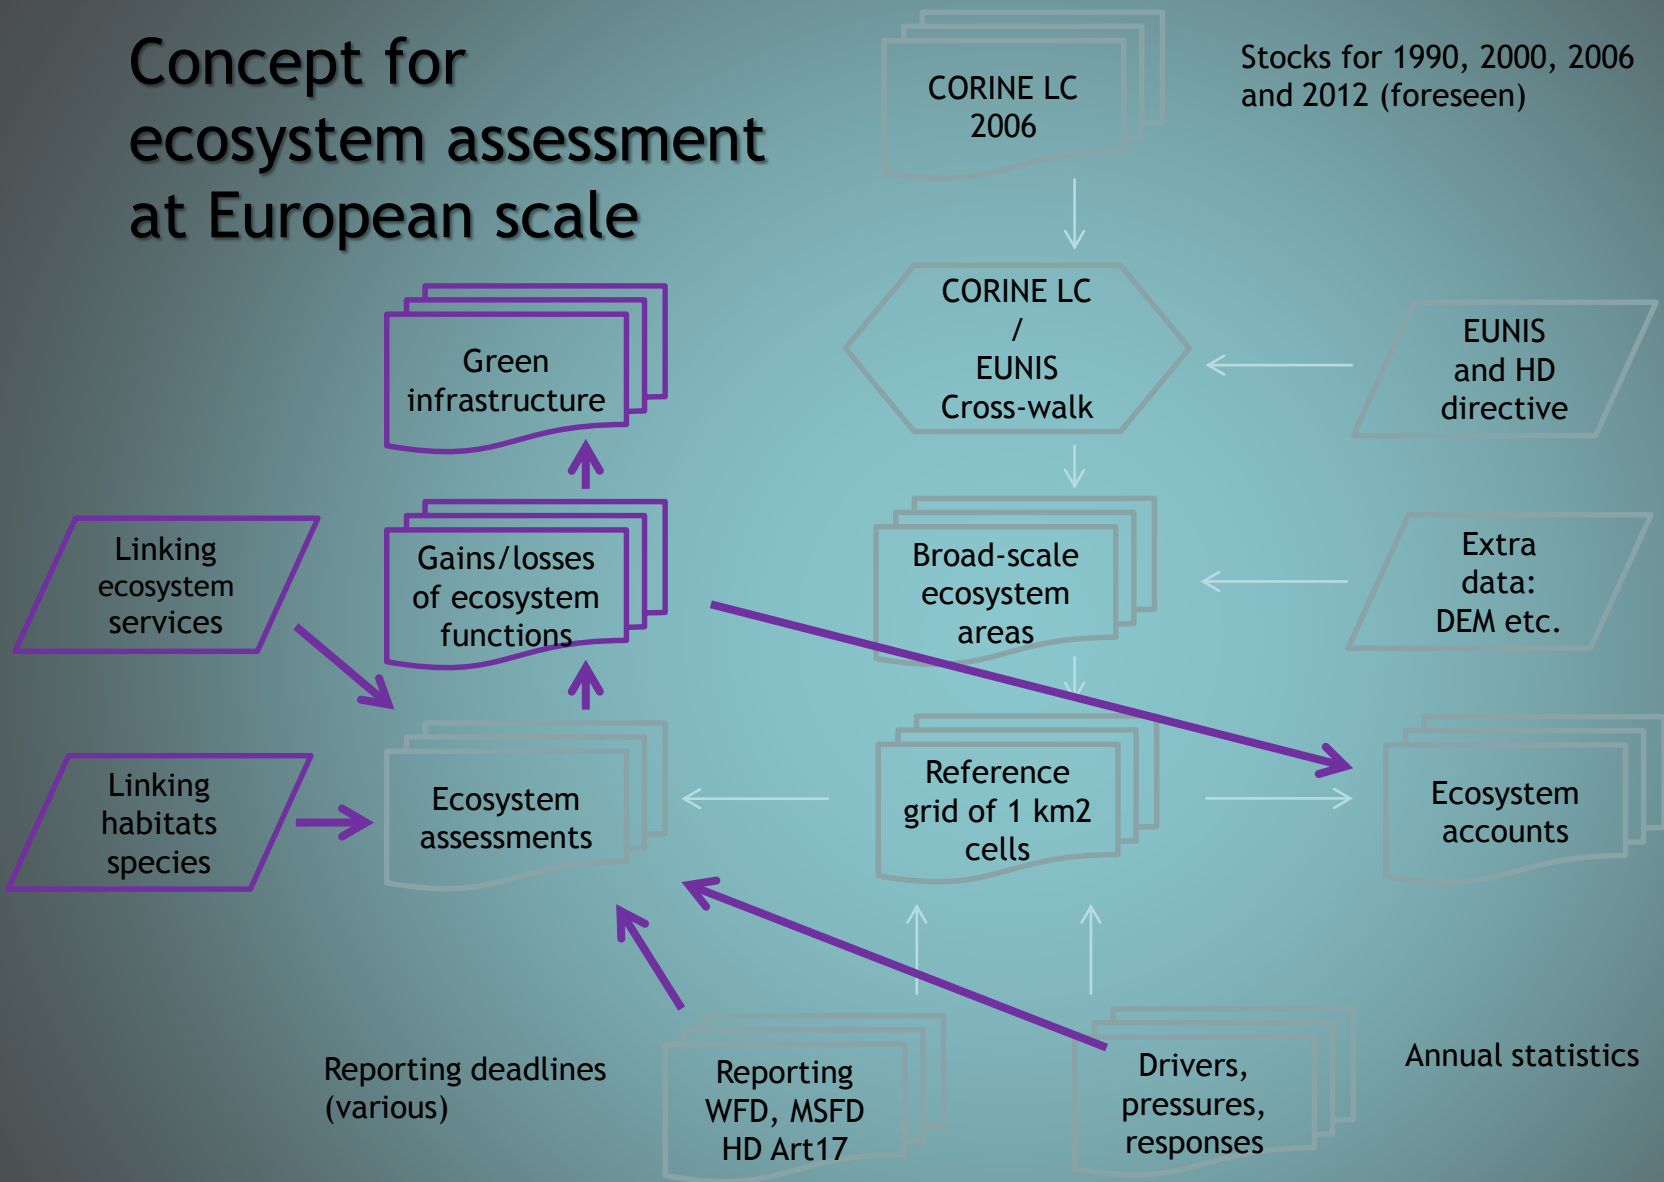 Concept for
ecosystem assessment
at European scale
CORINE LC
2006
Stocks for 1990, 2000, 2006
and 2012 (foreseen)
Green
infrastructure
CORINE LC
/
EUNIS
Cross-walk
EUNIS
and HD
directive
Linking
ecosystem
services
Gains/losses
of ecosystem
functions
Broad-scale
ecosystem
areas
Extra
data:
DEM etc.
Linking
habitats
species
Ecosystem
assessments
Reference
grid of 1 km2
cells
Ecosystem
accounts
Reporting deadlines
(various)
Reporting
WFD, MSFD
HD Art17
Drivers,
pressures,
responses
Annual statistics